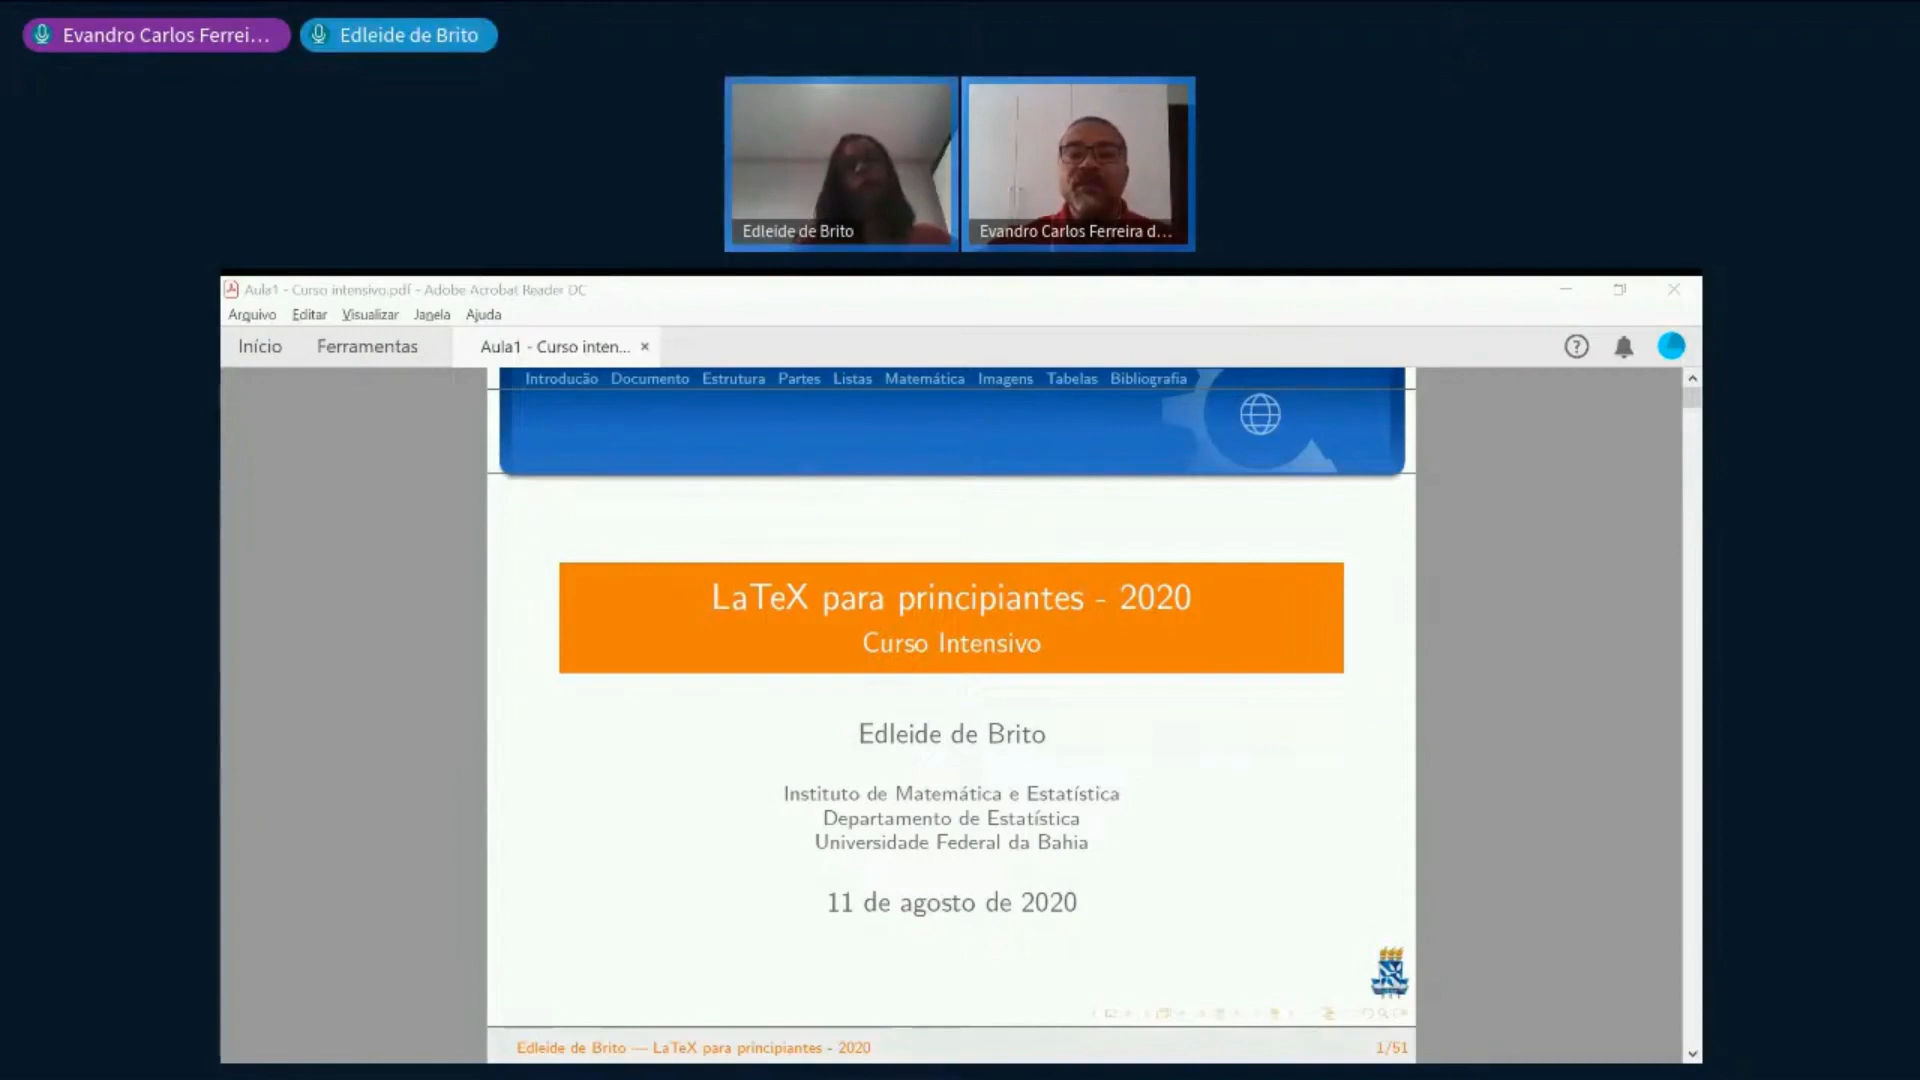 Evandro Carlos Ferrei...
Edleide de Brito
Edleide de Brito
Evandro Carlos Ferreira d...
Aula1 - Curso intensivo.pdf - Adobe Acrobat Reader DC
Arquivo Editar Visualizar Janela Ajuda
Início Ferramentas Aula1 - Curso inten... ×
Introdução Documento Estrutura Partes Listas Matemática Imagens Tabelas Bibliografia
LaTeX para principiantes - 2020
Curso Intensivo
Edleide de Brito
Instituto de Matemática e Estatística
Departamento de Estatística
Universidade Federal da Bahia
11 de agosto de 2020
Edleide de Brito — LaTeX para principiantes - 2020 1/51